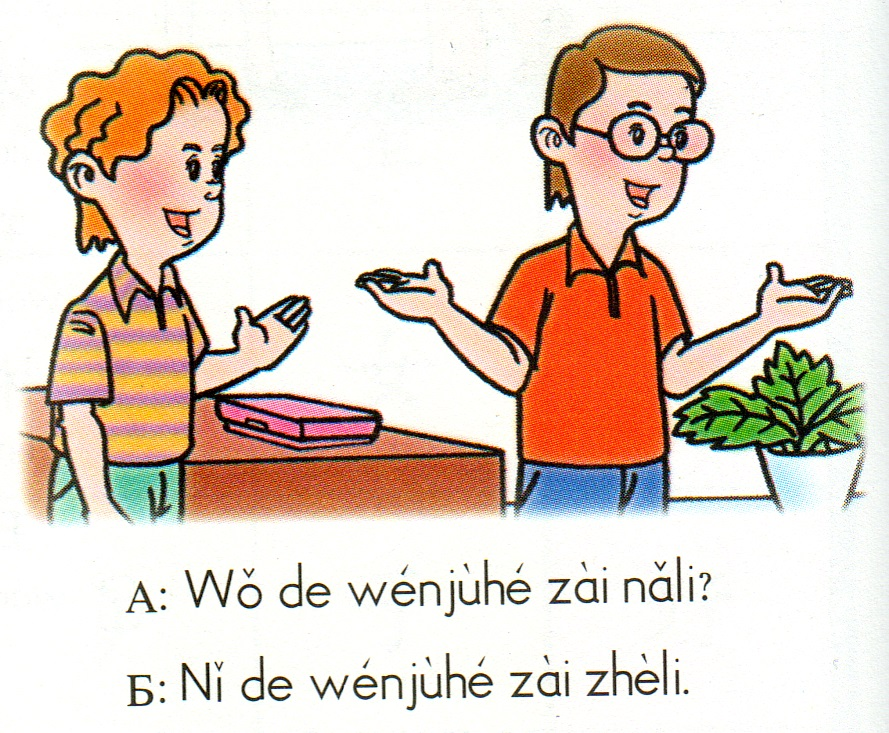 А: Wǒ de wénjùhé zài nǎli?
Б: Nǐ de wénjùhé zài zhèli.